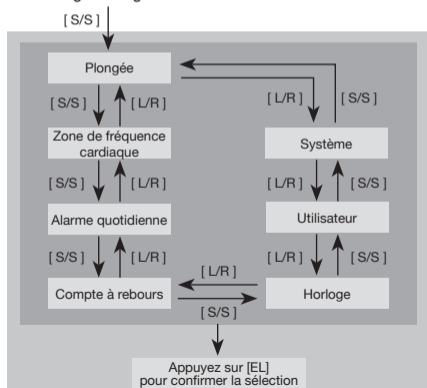 [ S/S ]
Plongée
[ S/S ]
[ L/R ]
[ L/R ]
[ S/S ]
Zone de fréquence
cardiaque
Système
[ S/S ]
[ L/R ]
[ L/R ]
[ S/S ]
Alarme quotidienne
Utilisateur
[ S/S ]
[ L/R ]
[ L/R ]
[ S/S ]
[ L/R ]
Compte à rebours
Horloge
[ S/S ]
Appuyez sur [EL]
pour confirmer la sélection